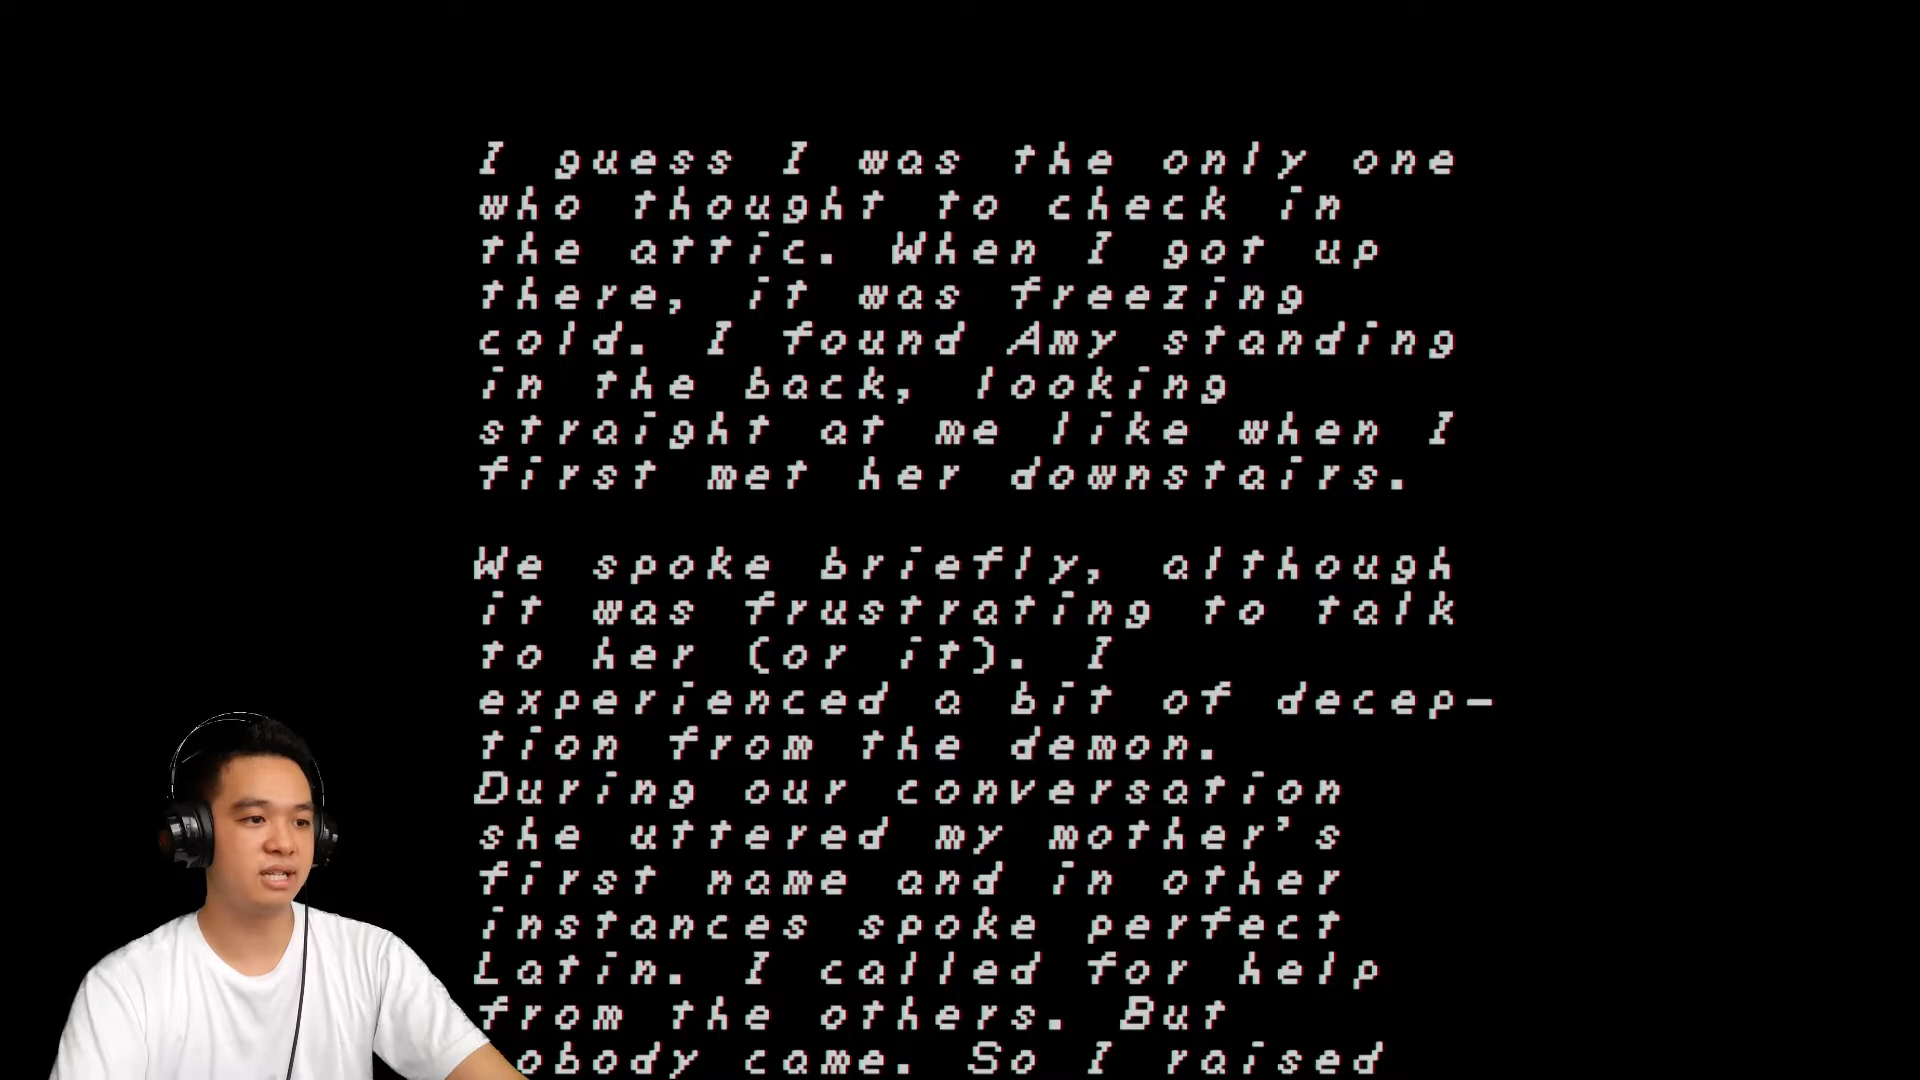 I guess I was the only one
who thought to check in
the attic. When I got up
there, it was freezing
cold. I found Amy standing
in the back, looking
straight at me like when I
first met her downstairs.
We spoke briefly, although
it was frustrating to talk
to her (or it). I
experienced a bit of decep-
tion from the demon.
During our conversation
she uttered my mother's
first name and in other
instances spoke perfect
Latin. I called for help
from the others. But
obody came. So I raised